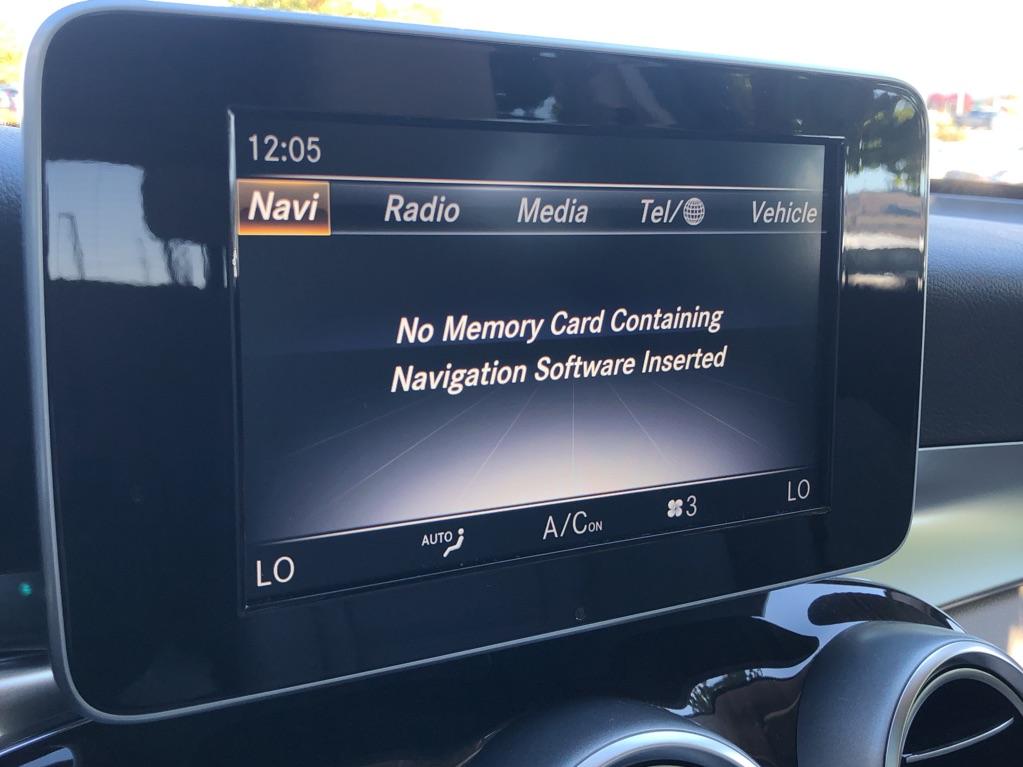 12:05
Navi Radio Media Tel/ Vehicle
No Memory Card Containing
Navigation Software Inserted
LO AUTO A/C ON 3 LO